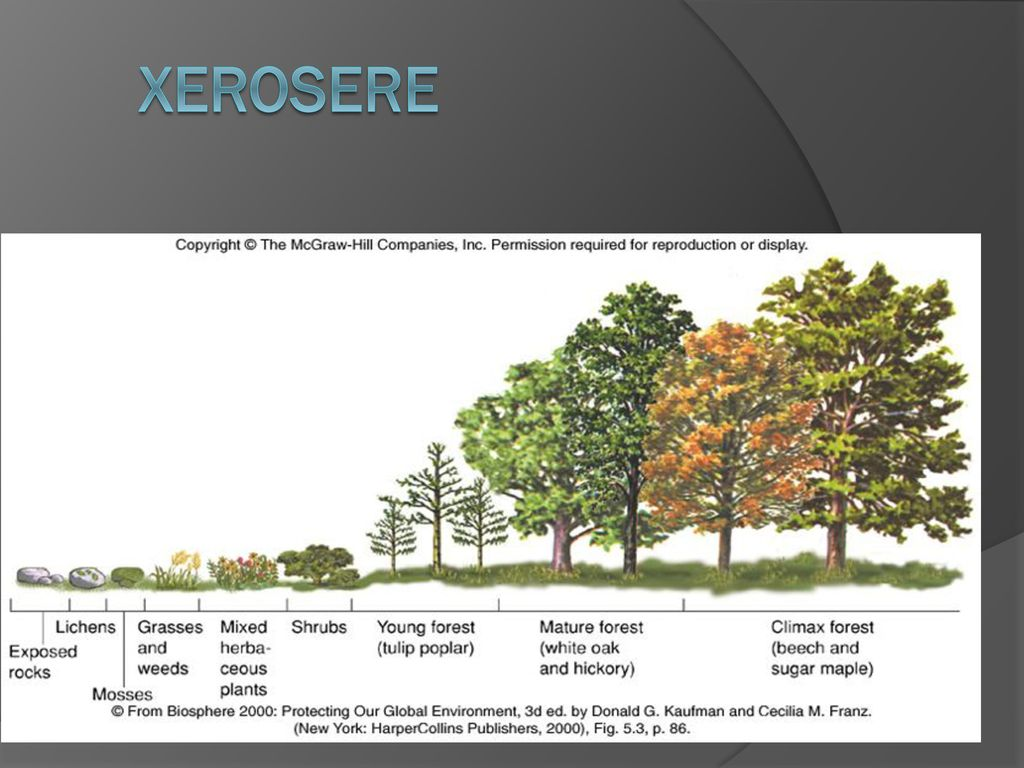 XEROSERE
Copyright © The McGraw-Hill Companies, Inc. Permission required for reproduction or display.
Exposed
rocks
Lichens
Mosses
Grasses
and
weeds
Mixed
herba-
ceous
plants
Shrubs
Young forest
(tulip poplar)
Mature forest
(white oak
and hickory)
Climax forest
(beech and
sugar maple)
© From Biosphere 2000: Protecting Our Global Environment, 3d ed. by Donald G. Kaufman and Cecilia M. Franz.
(New York: HarperCollins Publishers, 2000), Fig. 5.3, p. 86.